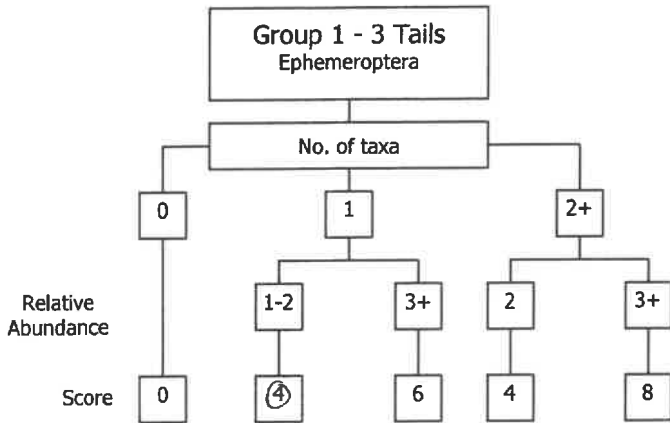 Group 1 - 3 Tails
Ephemeroptera
No. of taxa
0 1 2+
Relative Abundance
1-2 3+ 2 3+
Score 0 4 6 4 8